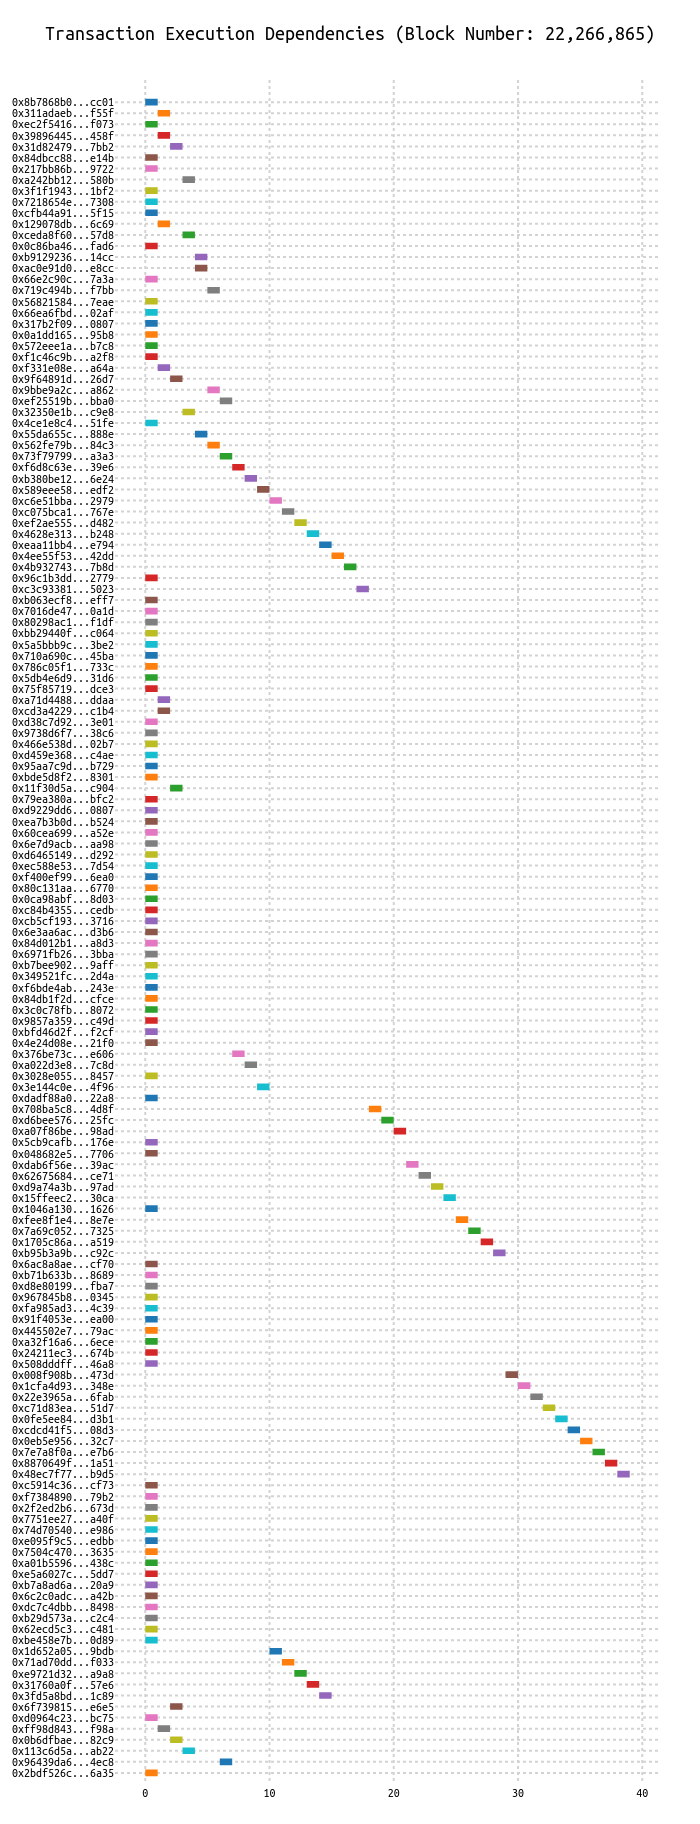 Transaction Execution Dependencies (Block Number: 22,266,865)
0x8b7868b0...cc01
0x311adaeb...f55f
0xec2f5416...f073
0x39896445...458f
0x31d82479...7bb2
0x84dbcc88...e14b
0x217bb86b...9722
0xa242bb12...580b
0x3f1f1943...1bf2
0x7218654e...7308
0xcfb44a91...5f15
0x129078db...6c69
0xceda8f60...57d8
0x0c86ba46...fad6
0xb9129236...14cc
0xac0e91d0...e8cc
0x66e2c90c...7a3a
0x719c494b...f7bb
0x56821584...7eae
0x66ea6fbd...02af
0x317b2f09...0807
0x0a1dd165...95b8
0x572eee1a...b7c8
0xf1c46c9b...a2f8
0xf331e08e...a64a
0x9f64891d...26d7
0x9bbe9a2c...a862
0xef25519b...bba0
0x32350e1b...c9e8
0x4ce1e8c4...51fe
0x55da655c...888e
0x562fe79b...84c3
0x73f79799...a3a3
0xf6d8c63e...39e6
0xb380be12...6e24
0x589eee58...edf2
0xc6e51bba...2979
0xc075bca1...767e
0xef2ae555...d482
0x4628e313...b248
0xeaa11bb4...e794
0x4ee55f53...42dd
0x4b932743...7b8d
0x96c1b3dd...2779
0xc3c93381...5023
0xb063ecf8...eff7
0x7016de47...0a1d
0x80298ac1...f1df
0xbb29440f...c064
0x5a5bbb9c...3be2
0x710a690c...45ba
0x786c05f1...733c
0x5db4e6d9...31d6
0x75f85719...dce3
0xa71d4488...ddaa
0xcd3a4229...c1b4
0xd38c7d92...3e01
0x9738d6f7...38c6
0x466e538d...02b7
0xd459e368...c4ae
0x95aa7c9d...b729
0xbde5d8f2...8301
0x11f30d5a...c904
0x79ea380a...bfc2
0xd9229dd6...0807
0xea7b3b0d...b524
0x60cea699...a52e
0x6e7d9acb...aa98
0xd6465149...d292
0xec588e53...7d54
0xf400ef99...6ea0
0x80c131aa...6770
0x0ca98abf...8d03
0xc84b4355...cedb
0xcb5cf193...3716
0x6e3aa6ac...d3b6
0x84d012b1...a8d3
0x6971fb26...3bba
0xb7bee902...9aff
0x349521fc...2d4a
0xf6bde4ab...243e
0x84db1f2d...cfce
0x3c0c78fb...8072
0x9857a359...c49d
0xbfd46d2f...f2cf
0x4e24d08e...21f0
0x376be73c...e606
0xa022d3e8...7c8d
0x3028e055...8457
0x3e144c0e...4f96
0xdadf88a0...22a8
0x708ba5c8...4d8f
0xd6bee576...25fc
0xa07f86be...98ad
0x5cb9cafb...176e
0x048682e5...7706
0xdab6f56e...39ac
0x62675684...ce71
0xd9a74a3b...97ad
0x15ffeec2...30ca
0x1046a130...1626
0xfee8f1e4...8e7e
0x7a69c052...7325
0x1705c86a...a519
0xb95b3a9b...c92c
0x6ac8a8ae...cf70
0xb71b633b...8689
0xd8e80199...fba7
0x967845b8...0345
0xfa985ad3...4c39
0x91f4053e...ea00
0x445502e7...79ac
0xa32f16a6...6ece
0x24211ec3...674b
0x508dddff...46a8
0x008f908b...473d
0x1cfa4d93...348e
0x22e3965a...6fab
0xc71d83ea...51d7
0x0fe5ee84...d3b1
0xcdcd41f5...08d3
0x0eb5e956...32c7
0x7e7a8f0a...e7b6
0x8870649f...1a51
0x48ec7f77...b9d5
0xc5914c36...cf73
0xf7384890...79b2
0x2f2ed2b6...673d
0x7751ee27...a40f
0x74d70540...e986
0xe095f9c5...edbb
0x7504c470...3635
0xa01b5596...438c
0xe5a6027c...5dd7
0xb7a8ad6a...20a9
0x6c2c0adc...a42b
0xdc7c4dbb...8498
0xb29d573a...c2c4
0x62ecd5c3...c481
0xbe458e7b...0d89
0x1d652a05...9bdb
0x71ad70dd...f033
0xe9721d32...a9a8
0x31760a0f...57e6
0x3fd5a8bd...1c89
0x6f739815...e6e5
0xd0964c23...bc75
0xff98d843...f98a
0x0b6dfbae...82c9
0x113c6d5a...ab22
0x96439da6...4ec8
0x2bdf526c...6a35
0 10 20 30 40